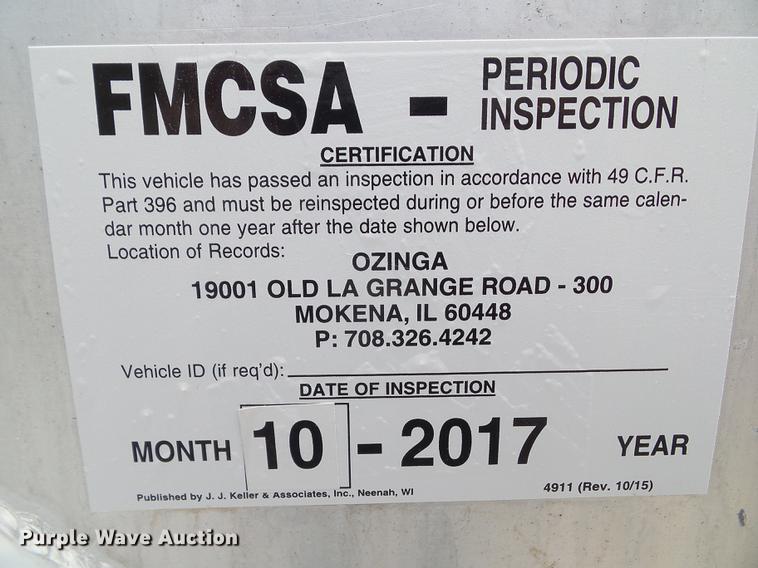 FMCSA - PERIODIC INSPECTION
CERTIFICATION
This vehicle has passed an inspection in accordance with 49 C.F.R.
Part 396 and must be reinspected during or before the same calen-
dar month one year after the date shown below.
Location of Records:
OZINGA
19001 OLD LA GRANGE ROAD - 300
MOKENA, IL 60448
P: 708.326.4242
Vehicle ID (if req'd):
DATE OF INSPECTION
MONTH 10 - 2017 YEAR
Published by J. J. Keller & Associates, Inc., Neenah, WI 4911 (Rev. 10/15)
Purple Wave Auction